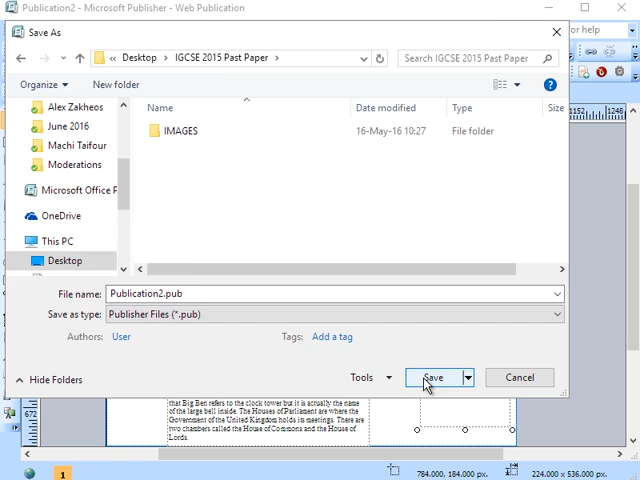 Publication2 - Microsoft Publisher - Web Publication
Save As
or help
« Desktop › IGCSE 2015 Past Paper ›
Search IGCSE 2015 Past Paper
Organize
New folder
Name
Date modified
Type
Size
Alex Zakheos
June 2016
Machi Taifour
Moderations
Microsoft Office P
OneDrive
This PC
Desktop
IMAGES
16-May-16 10:27
File folder
1152
File name:
Publication2.pub
Save as type:
Publisher Files (*.pub)
Authors:
User
Tags:
Add a tag
Hide Folders
Tools
Save
Cancel
that Big Ben refers to the clock tower but it is actually the name
of the large bell inside. The Houses of Parliament are where the
Government of the United Kingdom holds its meetings. There are
two chambers called the House of Commons and the House of
Lords.
672
1
784.000, 184.000 px.
224.000 x 536.000 px.